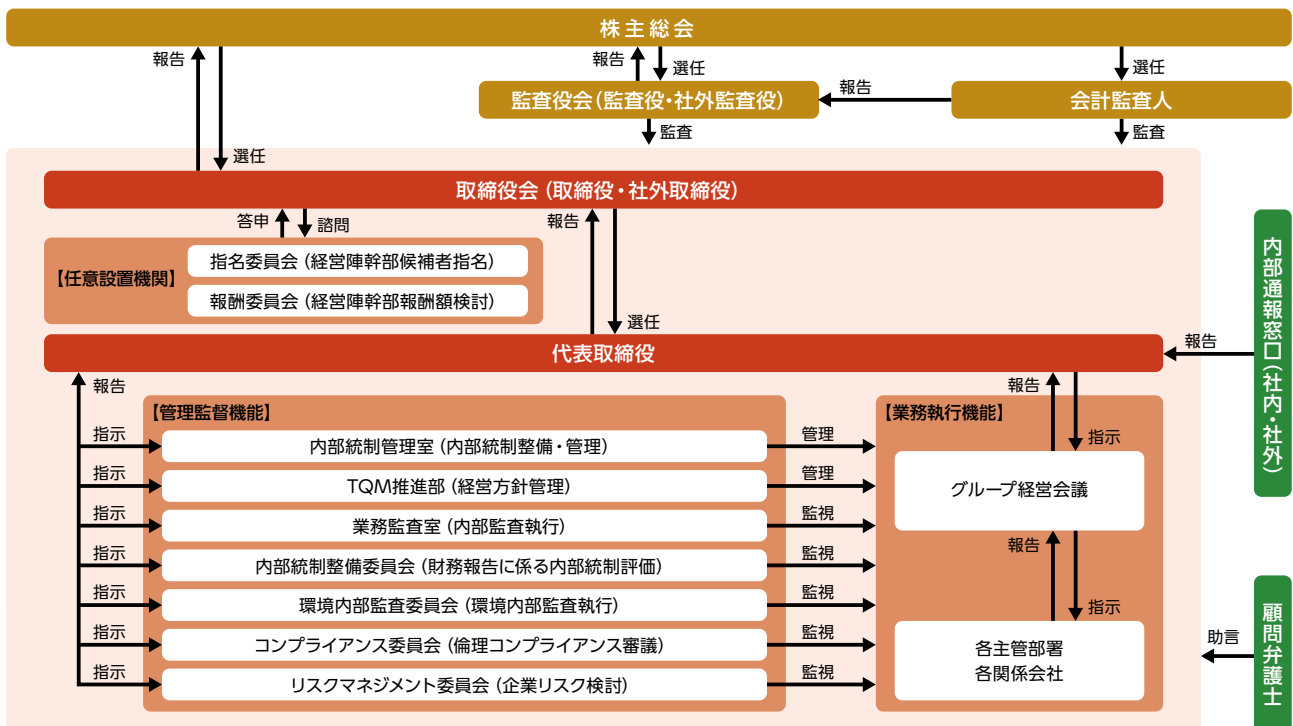 株主総会
報告
選任
報告
選任
選任
監査役会（監査役・社外監査役）
報告
会計監査人
監査
監査
取締役会（取締役・社外取締役）
答申
諮問
報告
選任
【任意設置機関】
指名委員会（経営陣幹部候補者指名）
報酬委員会（経営陣幹部報酬額検討）
代表取締役
報告
内部通報窓口（社内・社外）
報告
【管理監督機能】
指示
内部統制管理室（内部統制整備・管理）
管理
指示
TQM推進部（経営方針管理）
管理
指示
業務監査室（内部監査執行）
監視
指示
内部統制整備委員会（財務報告に係る内部統制評価）
監視
指示
環境内部監査委員会（環境内部監査執行）
監視
指示
コンプライアンス委員会（倫理コンプライアンス審議）
監視
指示
リスクマネジメント委員会（企業リスク検討）
監視
【業務執行機能】
報告
指示
グループ経営会議
報告
指示
各主管部署
各関係会社
助言
顧問弁護士